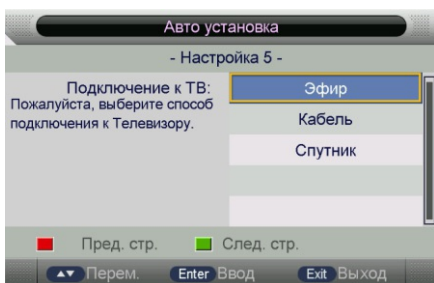 Авто установка
- Настройка 5 -
Подключение к ТВ:
Пожалуйста, выберите способ
подключения к Телевизору.
Эфир
Кабель
Спутник
Пред. стр. След. стр.
Перем. Enter Ввод Exit Выход